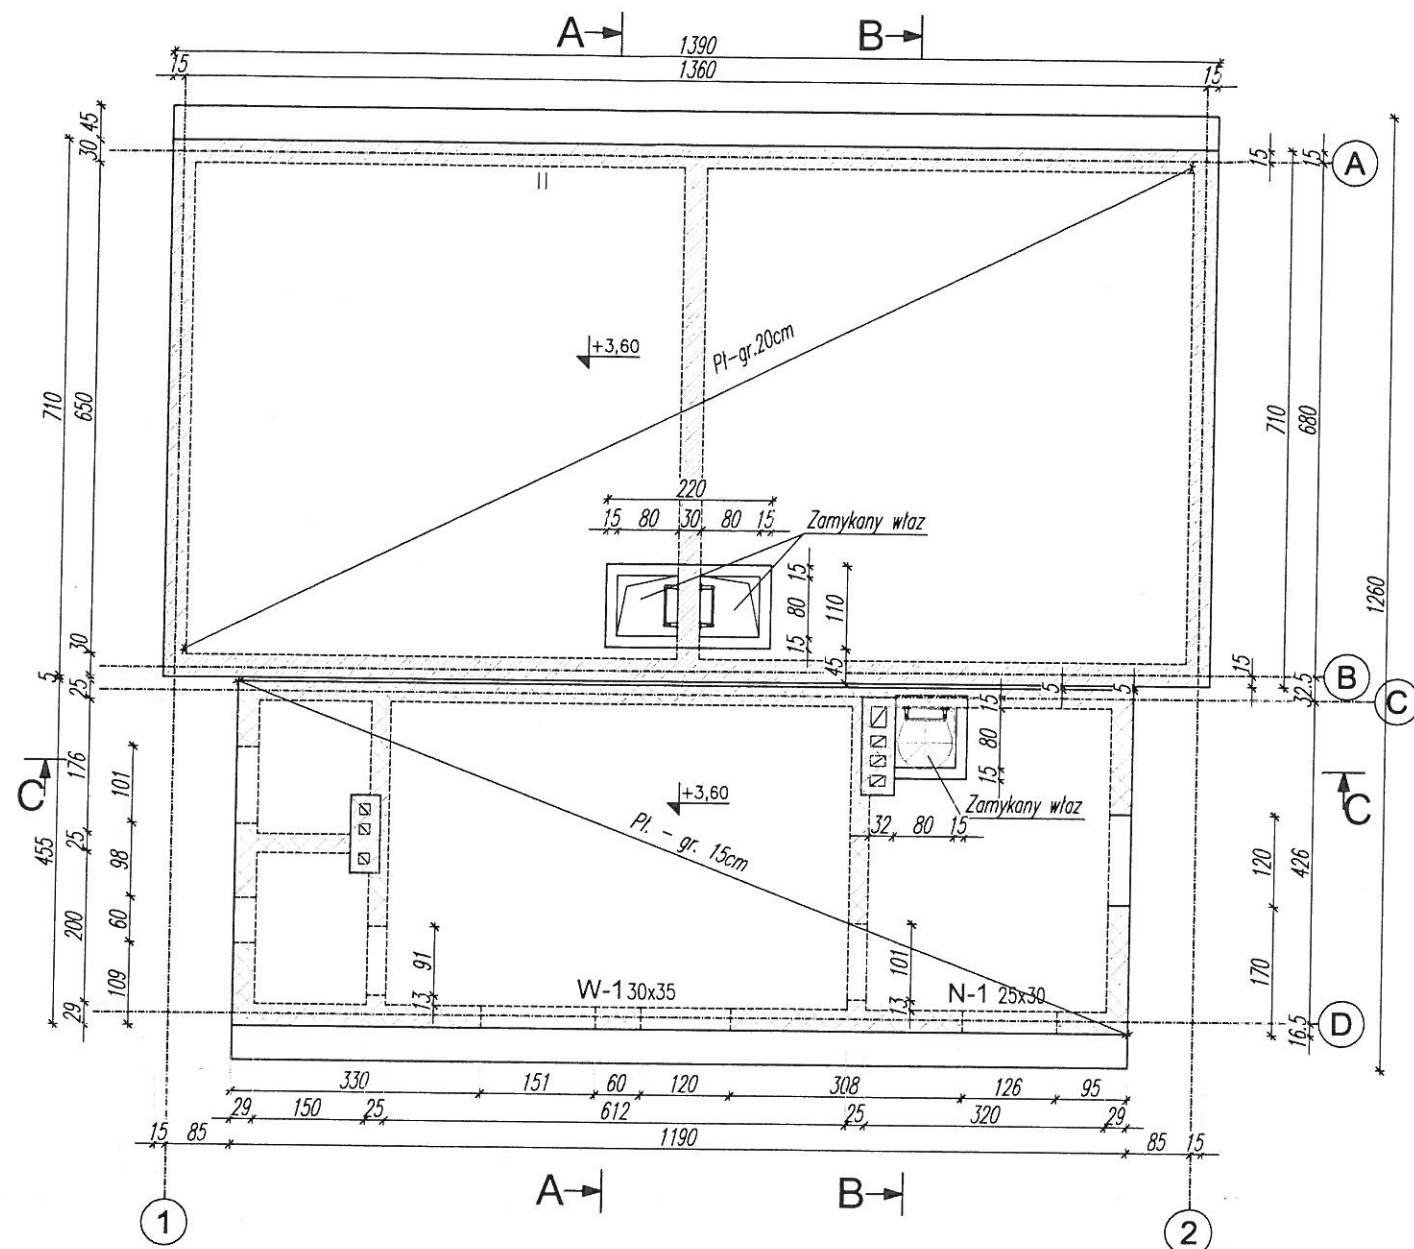 A B
1390
15 1360 15
45
30
15 15 A
+3,60
Pł-gr.20cm
710 650
710 680
220
15 80 30 80 15 Zamykany właz
15 80 15
110
45
1260
30
5
25
15
32.5
B
C
5 5
15 80 15
C 176 101
C
+3,60
Pł. - gr. 15cm
Zamykany właz
32 80 15
455 25 98
120 426
200 60
91
101
170
109
13
W-1 30x35
13
N-1 25x30
29
16.5 D
330 151 60 120 308 126 95
29 150 25 612 25 320 29
15 85 1190 85 15
A B
1 2